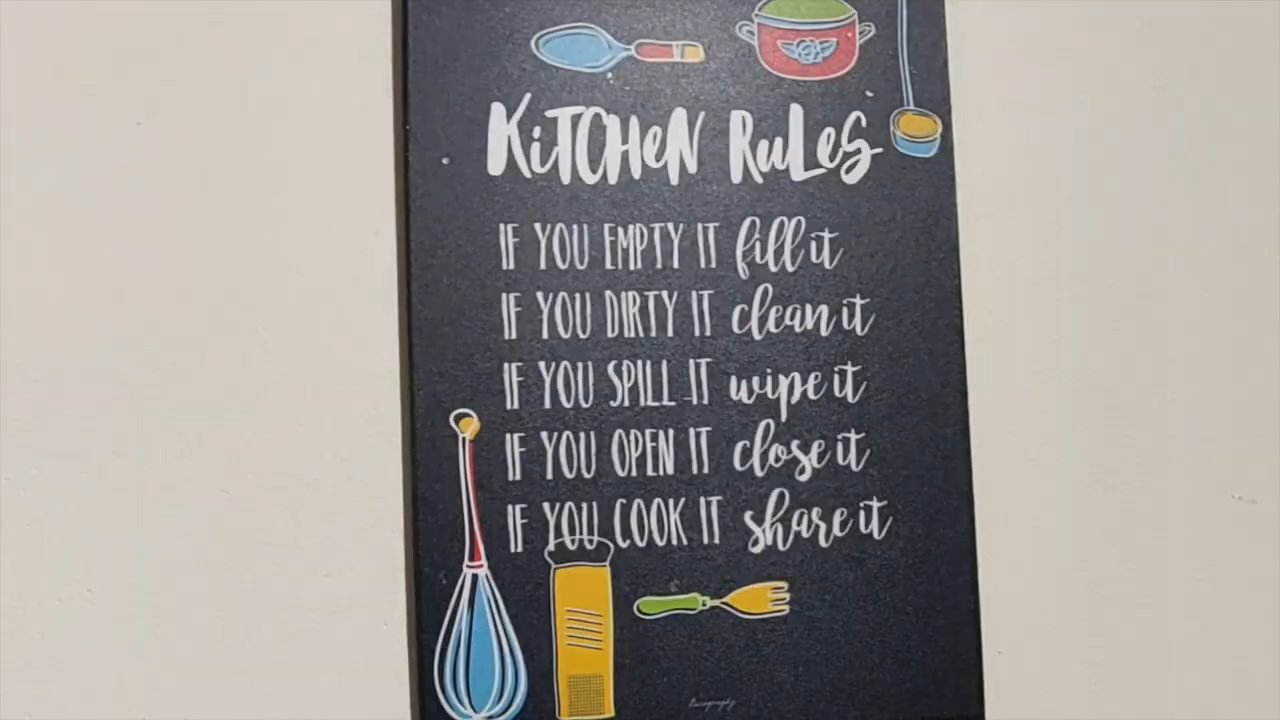 KiTCHeN RuLeS
IF YOU EMPTY IT fill it
IF YOU DIRTY IT clean it
IF YOU SPILL IT wipe it
IF YOU OPEN IT close it
IF YOU COOK IT share it